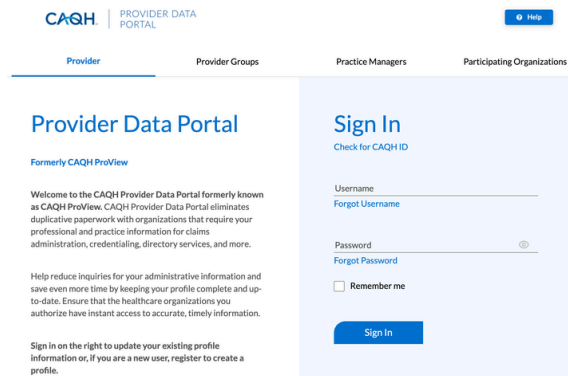 CAQH. PROVIDER DATA
PORTAL
Help
Provider Provider Groups Practice Managers Participating Organizations
Provider Data Portal
Formerly CAQH ProView
Welcome to the CAQH Provider Data Portal formerly known
as CAQH ProView. CAQH Provider Data Portal eliminates
duplicative paperwork with organizations that require your
professional and practice information for claims
administration, credentialing, directory services, and more.
Help reduce inquiries for your administrative information and
save even more time by keeping your profile complete and up-
to-date. Ensure that the healthcare organizations you
authorize have instant access to accurate, timely information.
Sign in on the right to update your existing profile
information or, if you are a new user, register to create a
profile.
Sign In
Check for CAQH ID
Username
Forgot Username
Password
Forgot Password
Remember me
Sign In